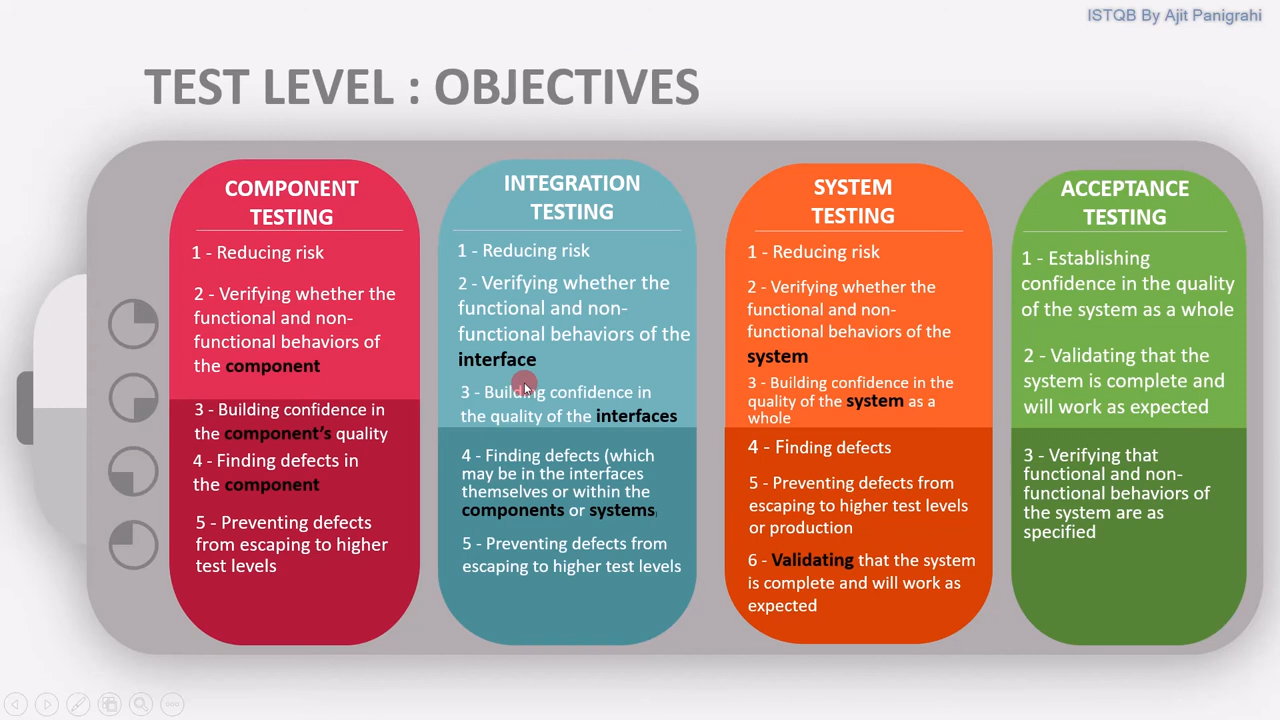 ISTQB By Ajit Panigrahi
TEST LEVEL : OBJECTIVES
COMPONENT
TESTING
1 - Reducing risk
2 - Verifying whether the
functional and non-
functional behaviors of
the component
3 - Building confidence in
the component's quality
4 - Finding defects in
the component
5 - Preventing defects
from escaping to higher
test levels
INTEGRATION
TESTING
1 - Reducing risk
2 - Verifying whether the
functional and non-
functional behaviors of the
interface
3 - Building confidence in
the quality of the interfaces
4 - Finding defects (which
may be in the interfaces
themselves or within the
components or systems)
5 - Preventing defects from
escaping to higher test levels
SYSTEM
TESTING
1 - Reducing risk
2 - Verifying whether the
functional and non-
functional behaviors of the
system
3 - Building confidence in the
quality of the system as a
whole
4 - Finding defects
5 - Preventing defects from
escaping to higher test levels
or production
6 - Validating that the system
is complete and will work as
expected
ACCEPTANCE
TESTING
1 - Establishing
confidence in the quality
of the system as a whole
2 - Validating that the
system is complete and
will work as expected
3 - Verifying that
functional and non-
functional behaviors of
the system are as
specified